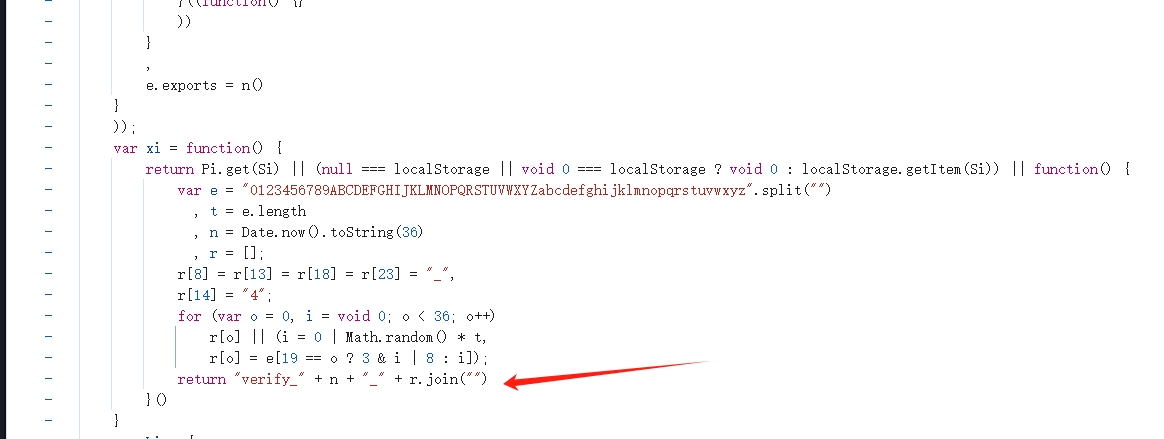 }((function() {}
))
}
,
e.exports = n()
}
));
var xi = function() {
return Pi.get(Si) || (null === localStorage || void 0 === localStorage ? void 0 : localStorage.getItem(Si)) || function() {
var e = "0123456789ABCDEFGHIJKLMNOPQRSTUVWXYZabcdefghijklmnopqrstuvwxyz".split("")
, t = e.length
, n = Date.now().toString(36)
, r = [];
r[8] = r[13] = r[18] = r[23] = "_",
r[14] = "4";
for (var o = 0, i = void 0; o < 36; o++)
r[o] || (i = 0 | Math.random() * t,
r[o] = e[19 == o ? 3 & i | 8 : i]);
return "verify_" + n + "_" + r.join("")
}()
}